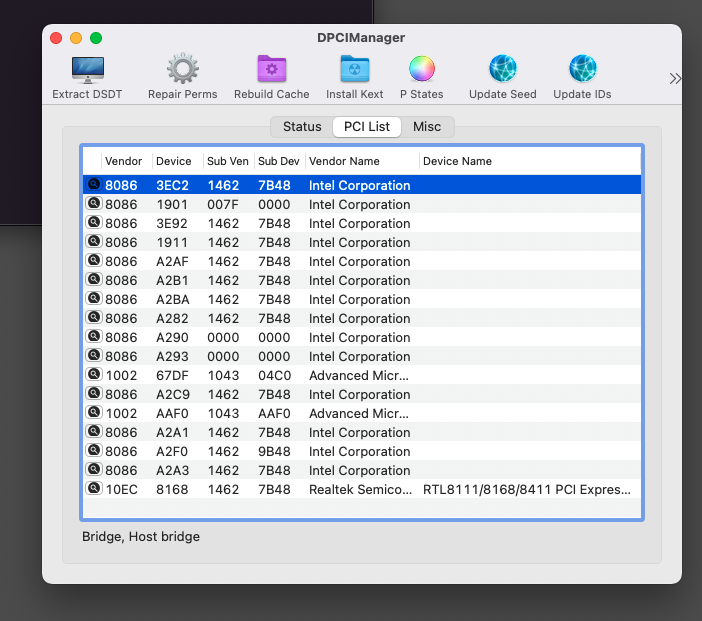 DPCIManager
Extract DSDT Repair Perms Rebuild Cache Install Kext P States Update Seed Update IDs
Status PCI List Misc
Vendor Device Sub Ven Sub Dev Vendor Name Device Name
8086 3EC2 1462 7B48 Intel Corporation
8086 1901 007F 0000 Intel Corporation
8086 3E92 1462 7B48 Intel Corporation
8086 1911 1462 7B48 Intel Corporation
8086 A2AF 1462 7B48 Intel Corporation
8086 A2B1 1462 7B48 Intel Corporation
8086 A2BA 1462 7B48 Intel Corporation
8086 A282 1462 7B48 Intel Corporation
8086 A290 0000 0000 Intel Corporation
8086 A293 0000 0000 Intel Corporation
1002 67DF 1043 04C0 Advanced Micr...
8086 A2C9 1462 7B48 Intel Corporation
1002 AAF0 1043 AAF0 Advanced Micr...
8086 A2A1 1462 7B48 Intel Corporation
8086 A2F0 1462 9B48 Intel Corporation
8086 A2A3 1462 7B48 Intel Corporation
10EC 8168 1462 7B48 Realtek Semico... RTL8111/8168/8411 PCI Expres...
Bridge, Host bridge